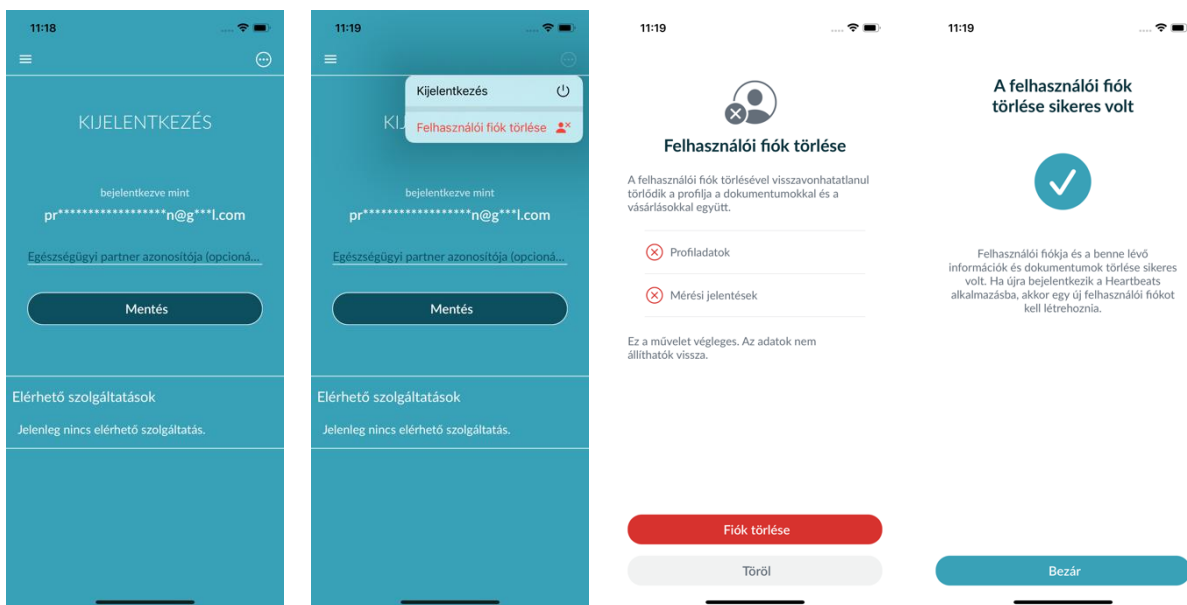 11:18
KIJELENTKEZÉS
bejelentkezve mint
pr******************n@g***l.com
Egészségügyi partner azonosítója (opcioná...
Mentés
Elérhető szolgáltatások
Jelenleg nincs elérhető szolgáltatás.
11:19
Kijelentkezés
Felhasználói fiók törlése
KIJ
bejelentkezve mint
pr******************n@g***l.com
Egészségügyi partner azonosítója (opcioná...
Mentés
Elérhető szolgáltatások
Jelenleg nincs elérhető szolgáltatás.
11:19
Felhasználói fiók törlése
A felhasználói fiók törlésével visszavonhatatlanul
törlődik a profilja a dokumentumokkal és a
vásárlásokkal együtt.
Profiladatok
Mérési jelentések
Ez a művelet végleges. Az adatok nem
állíthatók vissza.
Fiók törlése
Töröl
11:19
A felhasználói fiók
törlése sikeres volt
Felhasználói fiókja és a benne lévő
információk és dokumentumok törlése sikeres
volt. Ha újra bejelentkezik a Heartbeats
alkalmazásba, akkor egy új felhasználói fiókot
kell létrehoznia.
Bezár